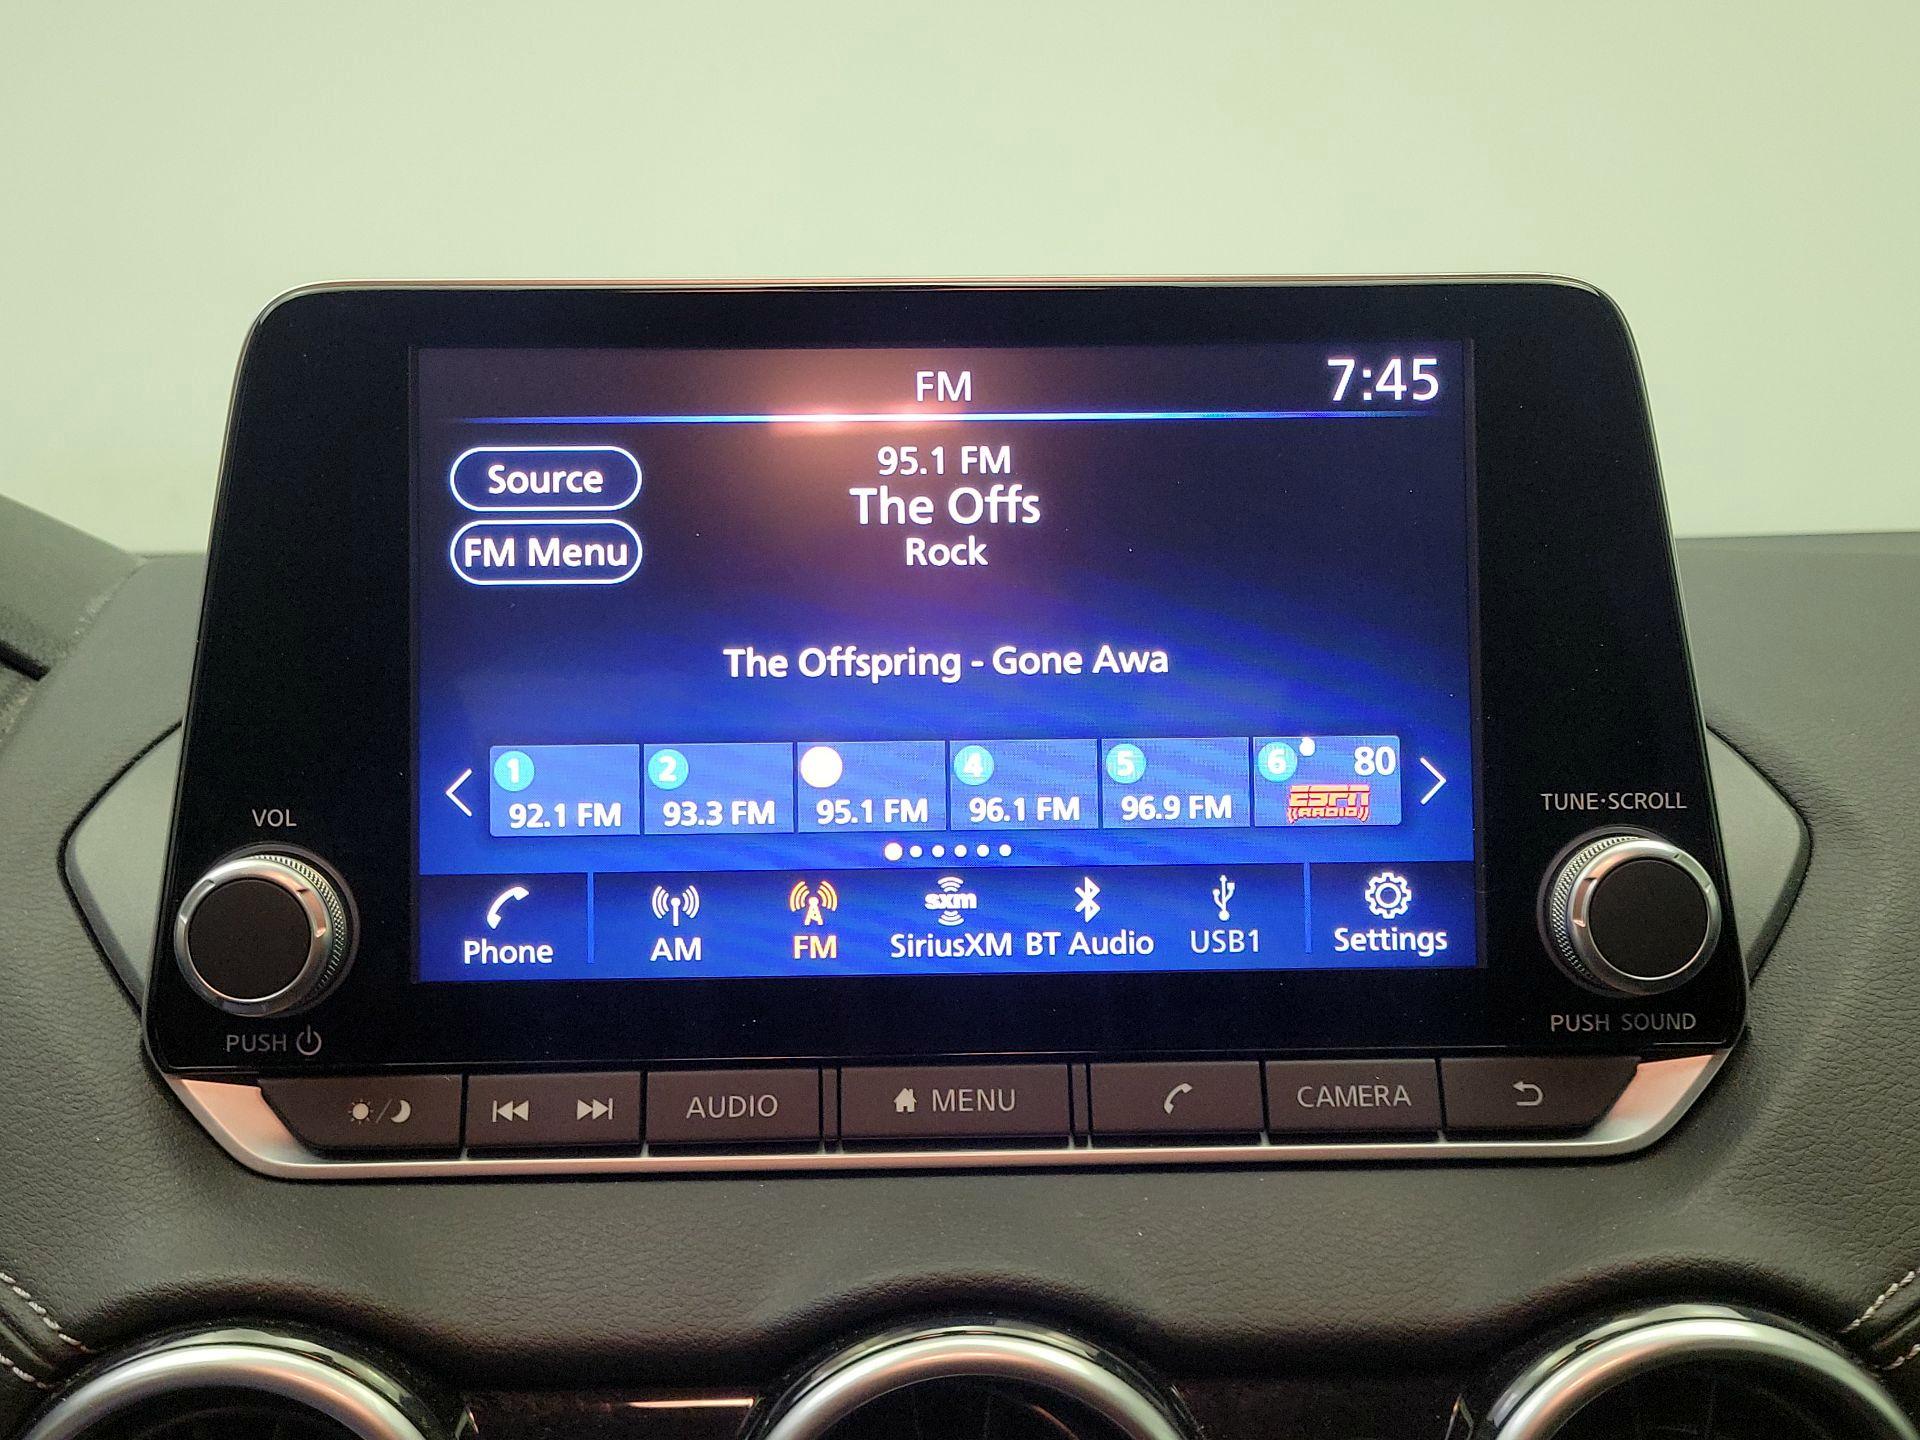 FM
7:45
Source
95.1 FM
The Offs
FM Menu
Rock
The Offspring - Gone Awa
1
2
4
5
6
80
92.1 FM
93.3 FM
95.1 FM
96.1 FM
96.9 FM
ESPN
RADIO
VOL
TUNE·SCROLL
sxm
Phone
AM
FM
SiriusXM
BT Audio
USB1
Settings
PUSH
PUSH SOUND
AUDIO
MENU
CAMERA